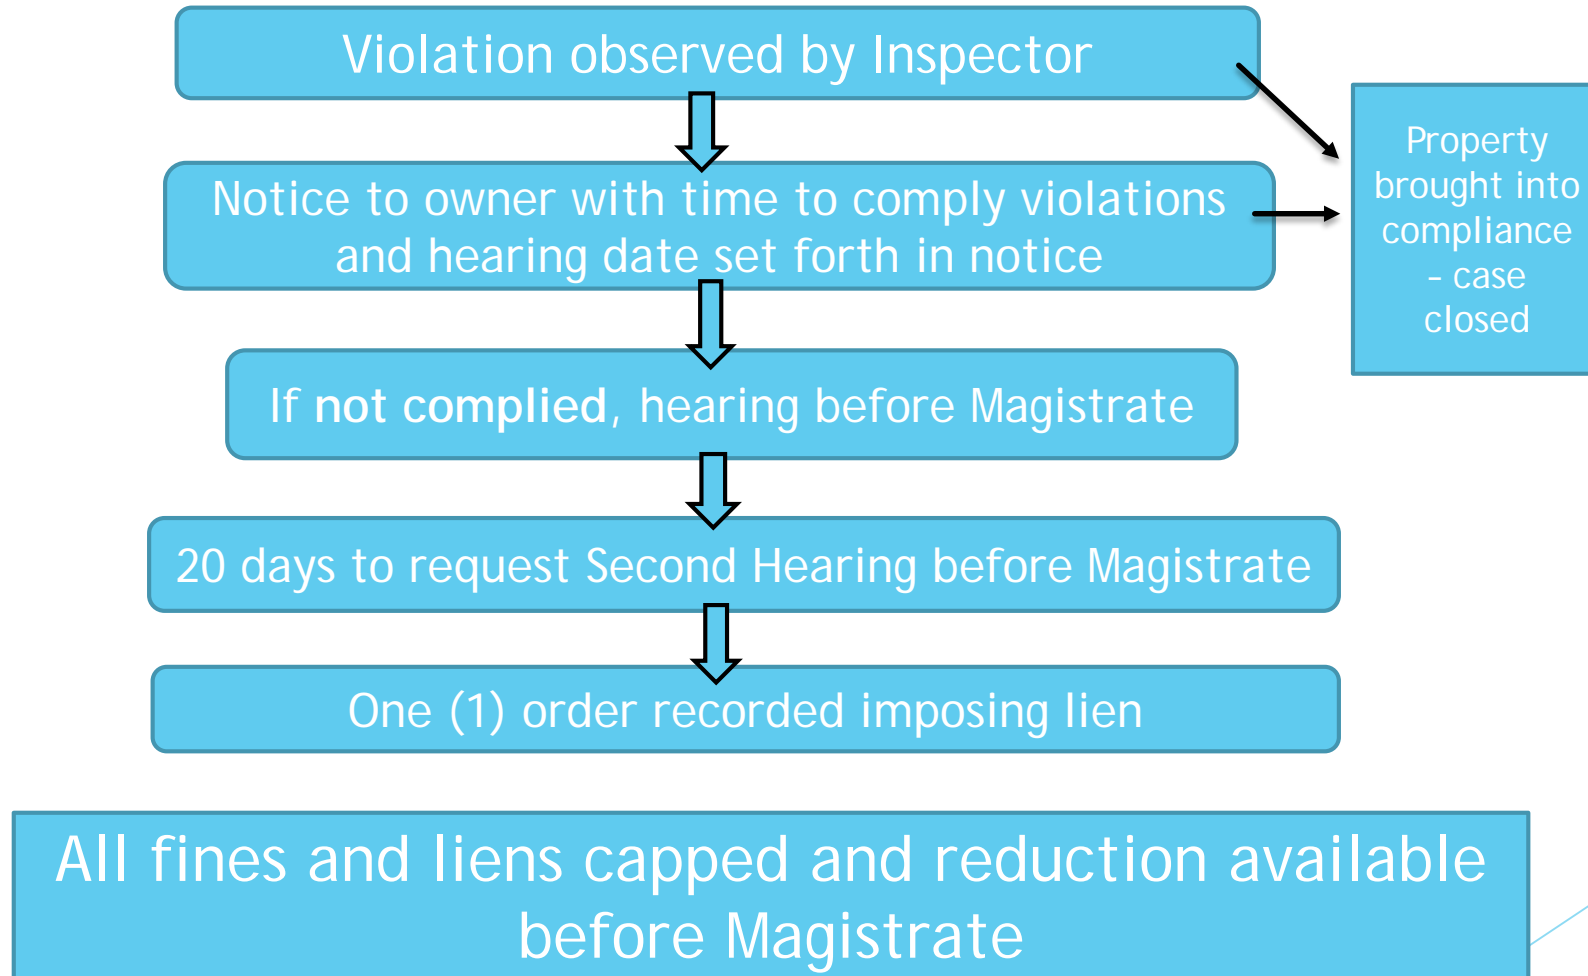 Violation observed by Inspector
Notice to owner with time to comply violations
and hearing date set forth in notice
Property
brought into
compliance
– case
closed
If not complied, hearing before Magistrate
20 days to request Second Hearing before Magistrate
One (1) order recorded imposing lien
All fines and liens capped and reduction available
before Magistrate